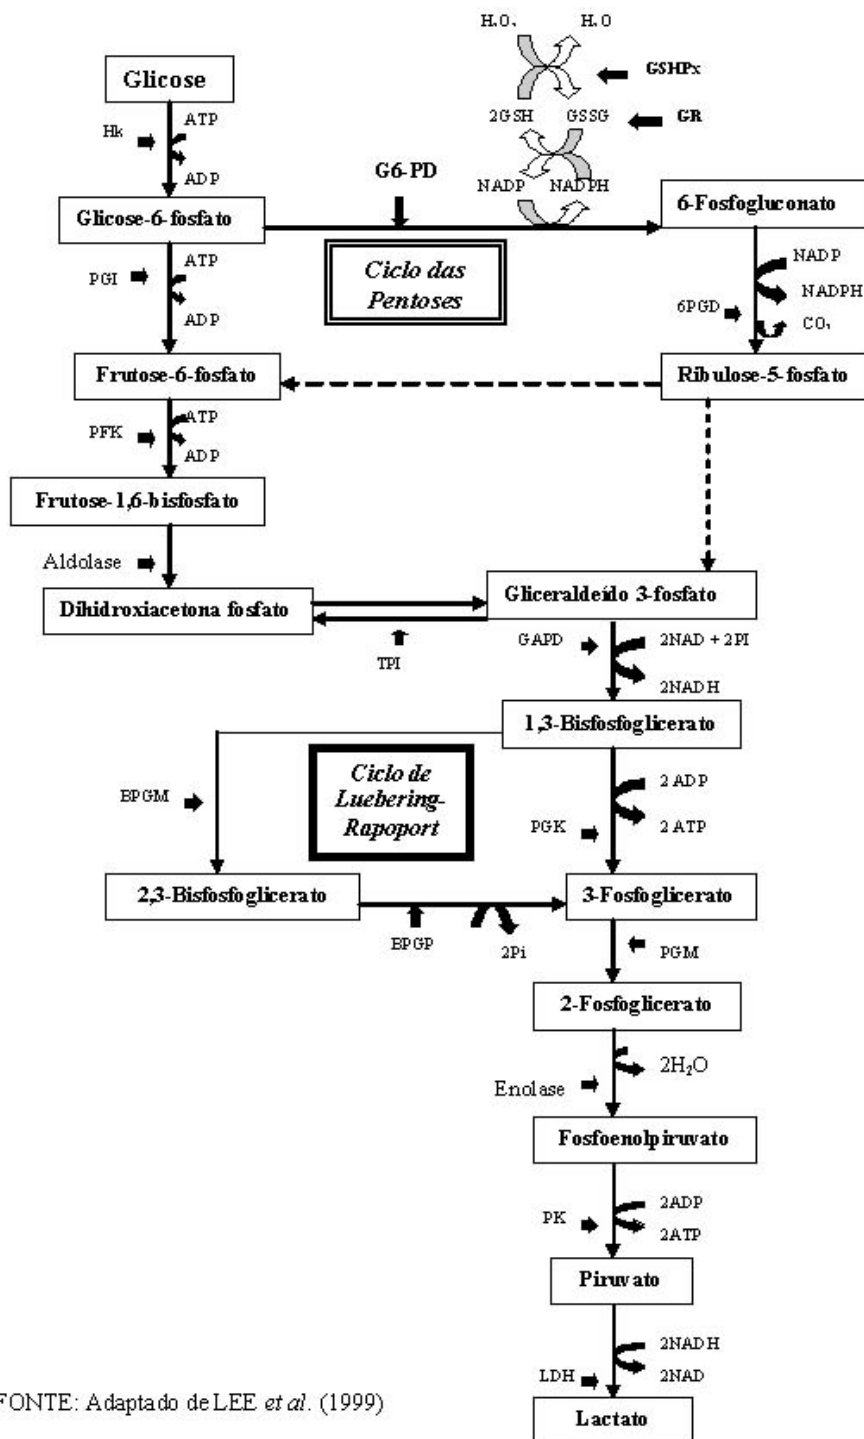 H₂O₂ H₂O
Glicose
GSHPx
ATP
2GSH GSSG GR
Hk
G6-PD
ADP
NADP NADPH
Glicose-6-fosfato
6-Fosfogluconato
ATP
NADP
PGI
Ciclo das
Pentoses
NADPH
6PGD
ADP
CO₂
Frutose-6-fosfato
Ribulose-5-fosfato
ATP
PFK
ADP
Frutose-1,6-bisfosfato
Aldolase
Dihidroxiacetona fosfato
Gliceraldeído 3-fosfato
GAPD
2NAD + 2PI
TPI
2NADH
1,3-Bisfosfoglicerato
Ciclo de
Luebering-
Rapoport
2 ADP
BPGM
PGK
2 ATP
2,3-Bisfosfoglicerato
3-Fosfoglicerato
BPGP
2Pi
PGM
2-Fosfoglicerato
2H₂O
Enolase
Fosfoenolpiruvato
2ADP
PK
2ATP
Piruvato
2NADH
LDH
2NAD
FONTE: Adaptado de LEE et al. (1999)
Lactato